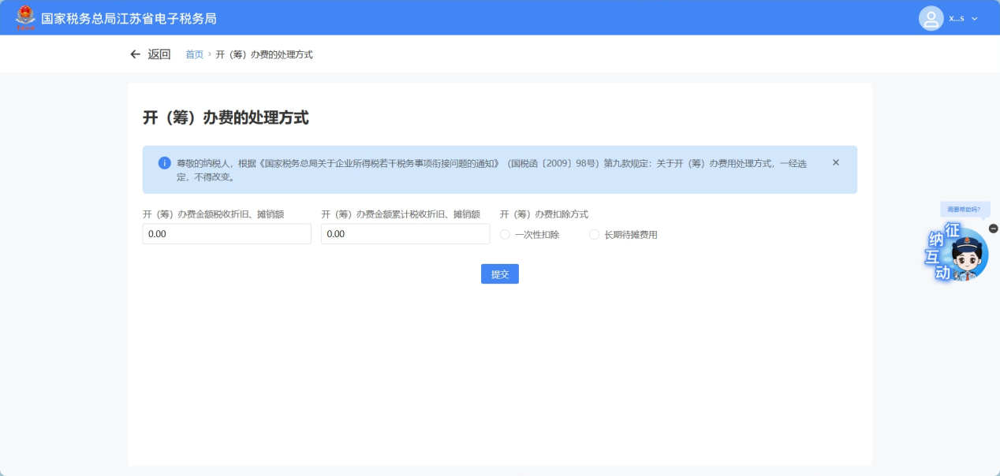 国家税务总局江苏省电子税务局
x...s
返回 首页 开（筹）办费的处理方式
开（筹）办费的处理方式
尊敬的纳税人，根据《国家税务总局关于企业所得税若干税务事项衔接问题的通知》（国税函〔2009〕98号）第九款规定：关于开（筹）办费用处理方式，一经选
定，不得改变。
开（筹）办费金额税收折旧、摊销额 开（筹）办费金额累计税收折旧、摊销额 开（筹）办费扣除方式
0.00 0.00 一次性扣除 长期待摊费用
提交
需要帮助吗?
征纳互动